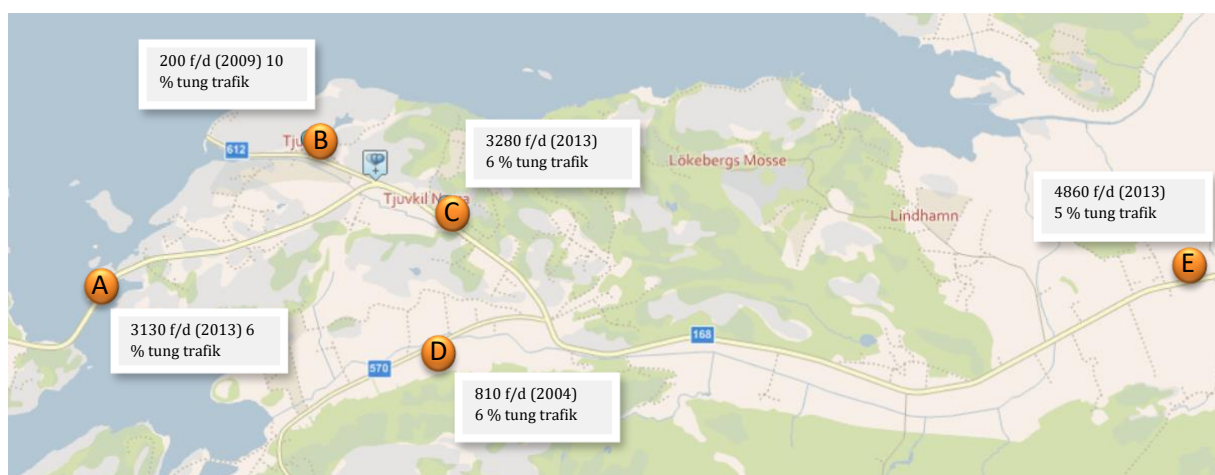 200 f/d (2009) 10
% tung trafik
B
612
3280 f/d (2013)
6 % tung trafik
Lökebergs Mosse
4860 f/d (2013)
5 % tung trafik
C
Lindhamn
E
A
3130 f/d (2013) 6
% tung trafik
168
D
570
810 f/d (2004)
6 % tung trafik
Tjuvkil